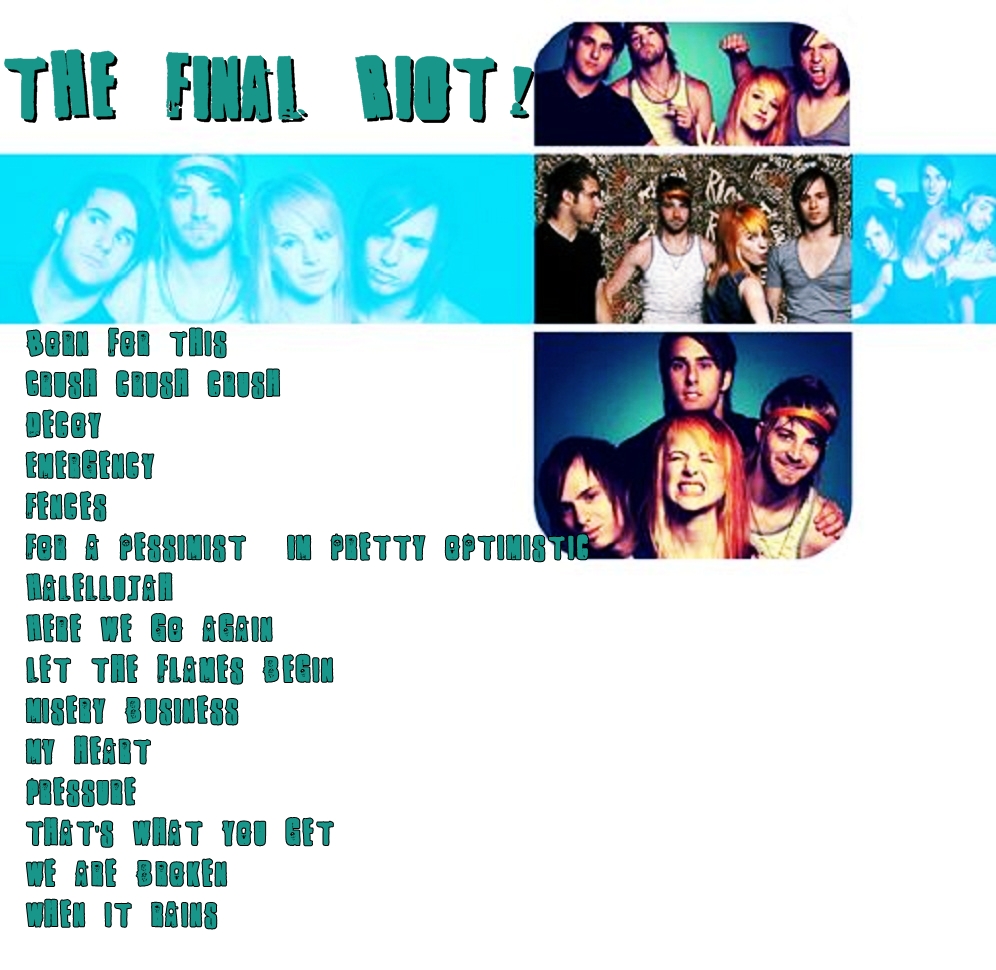 THE FINAL RIOT!
BORN FOR THIS
CRUSH CRUSH CRUSH
DECOY
EMERGENCY
FENCES
FOR A PESSIMIST IM PRETTY OPTIMISTIC
HALELLUJAH
HERE WE GO AGAIN
LET THE FLAMES BEGIN
MISERY BUSINESS
MY HEART
PRESSURE
THAT'S WHAT YOU GET
WE ARE BROKEN
WHEN IT RAINS